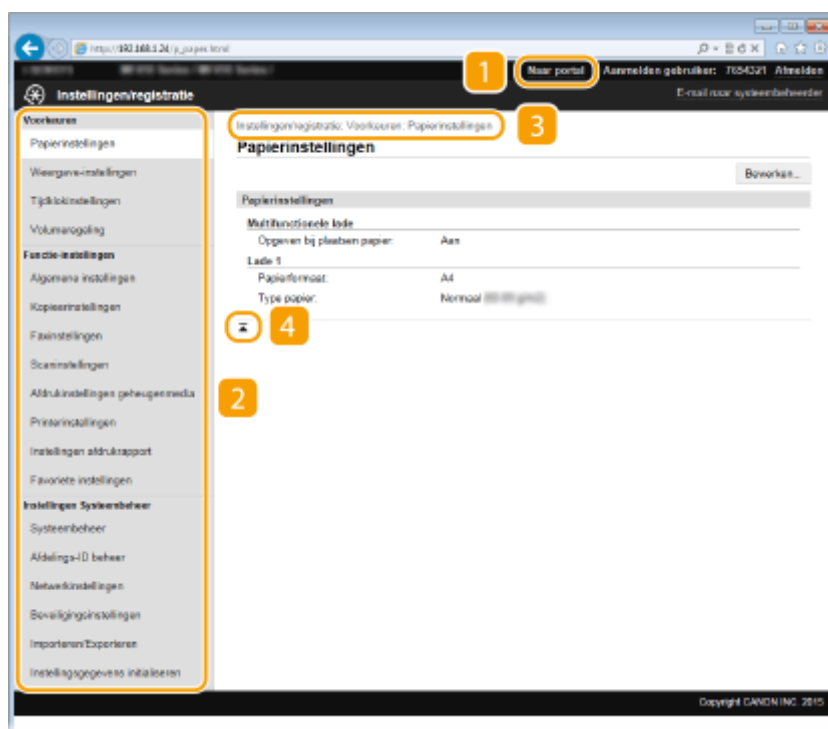 http://192.168.1.24/p_paper.html
1
Naar portal
Aanmelden gebruiker: 7654321 Afmelden
Instellingen/registratie
E-mail naar systeembeheerder
Voorkeuren
Papierinstellingen
Weergave-instellingen
Tijdklokinstellingen
Volumeregeling
Functie-instellingen
Algemene instellingen
Kopieerinstellingen
Faxinstellingen
Scaninstellingen
Afdrukinstellingen geheugenmedia
Printerinstellingen
Instellingen afdrukrapport
Favoriete instellingen
Instellingen Systeembeheer
Systeembeheer
Afdelings-ID beheer
Netwerkinstellingen
Beveiligingsinstellingen
Importeren/Exporteren
Instellingsgegevens initialiseren
2
Instellingen/registratie: Voorkeuren: Papierinstellingen
3
Papierinstellingen
Bewerken...
Papierinstellingen
Multifunctionele lade
Opgeven bij plaatsen papier: Aan
Lade 1
Papierformaat: A4
Type papier: Normaal
4
Copyright CANON INC. 2015